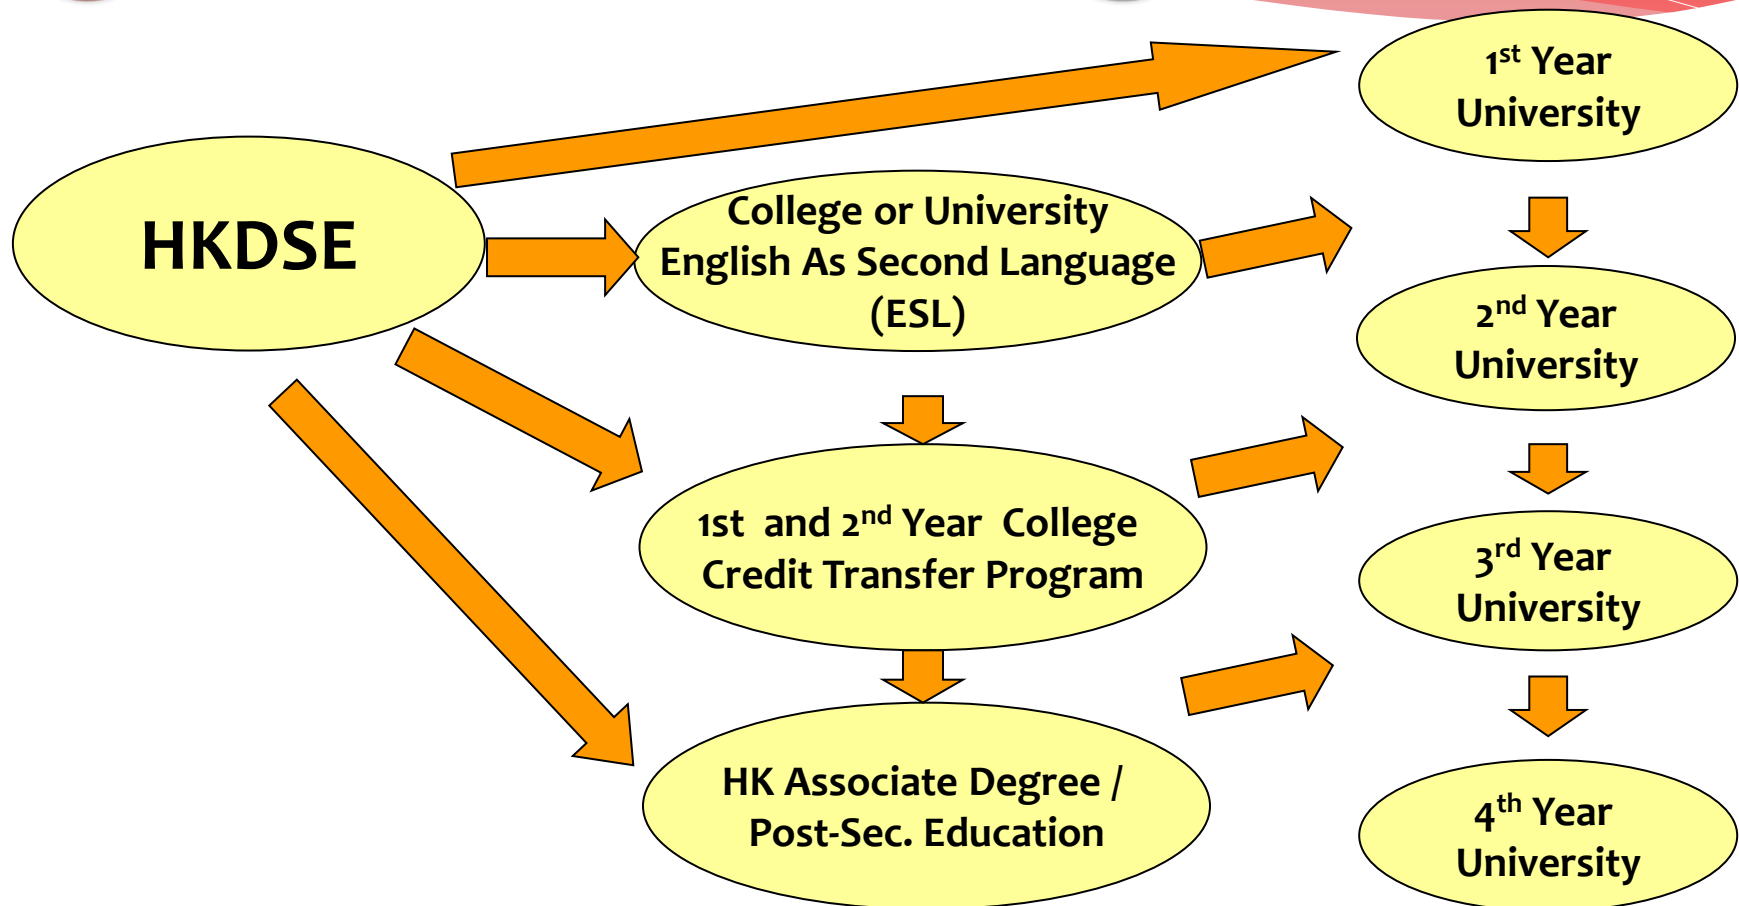 HKDSE
College or University
English As Second Language
(ESL)
1st and 2nd Year College
Credit Transfer Program
HK Associate Degree /
Post-Sec. Education
1st Year
University
2nd Year
University
3rd Year
University
4th Year
University